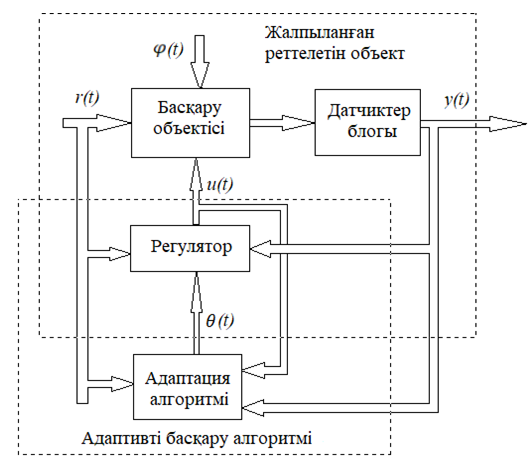 Жалпыланған
реттелетін объект
φ(t)
r(t)
Басқару
объектісі
Датчиктер
блогы
y(t)
u(t)
Регулятор
θ(t)
Адаптация
алгоритмі
Адаптивті басқару алгоритмі